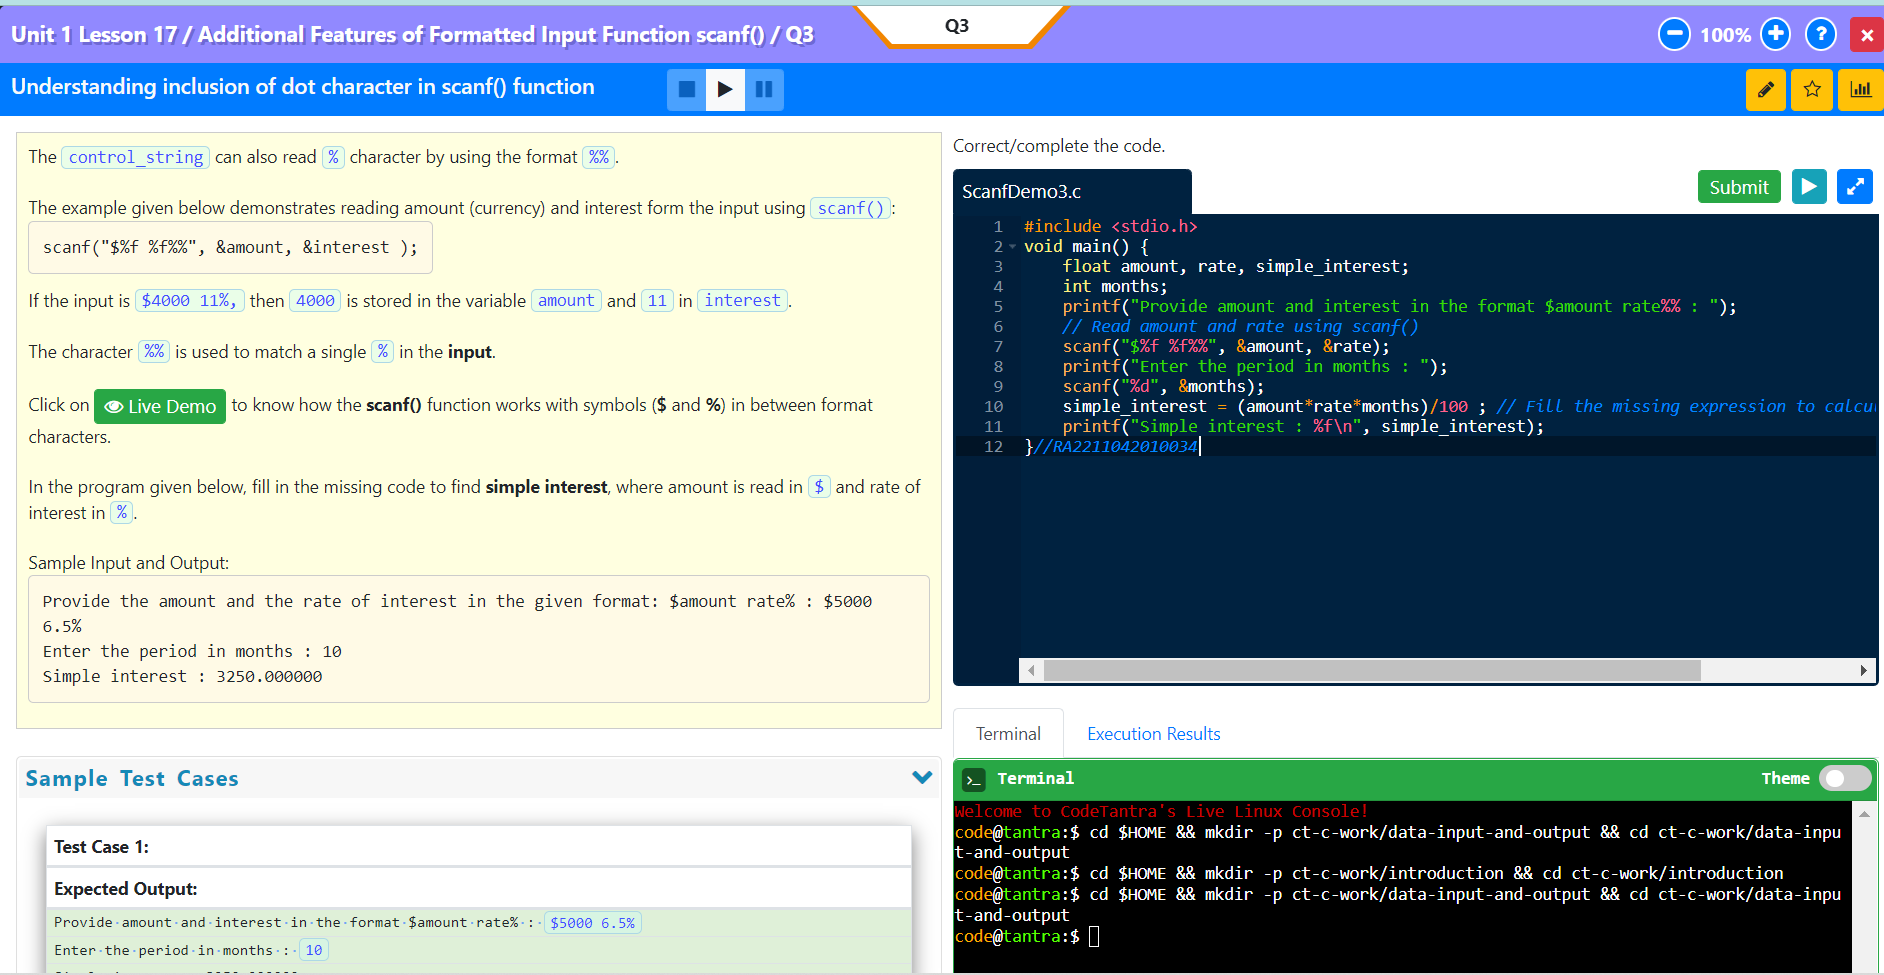 Unit 1 Lesson 17 / Additional Features of Formatted Input Function scanf() / Q3
Q3
100%
?
Understanding inclusion of dot character in scanf() function
The control_string can also read % character by using the format %%.
The example given below demonstrates reading amount (currency) and interest form the input using scanf():
scanf("$%f %f%%", &amount, &interest );
If the input is $4000 11%, then 4000 is stored in the variable amount and 11 in interest.
The character %% is used to match a single % in the input.
Click on Live Demo to know how the scanf() function works with symbols ($ and %) in between format
characters.
In the program given below, fill in the missing code to find simple interest, where amount is read in $ and rate of
interest in %.
Sample Input and Output:
Provide the amount and the rate of interest in the given format: $amount rate% : $5000
6.5%
Enter the period in months : 10
Simple interest : 3250.000000
Sample Test Cases
Test Case 1:
Expected Output:
Provide·amount·and·interest·in·the·format·$amount·rate%·:· $5000 6.5%
Enter·the·period·in·months·:· 10
Correct/complete the code.
ScanfDemo3.c
Submit
1 #include <stdio.h>
2 void main() {
3 float amount, rate, simple_interest;
4 int months;
5 printf("Provide amount and interest in the format $amount rate%% : ");
6 // Read amount and rate using scanf()
7 scanf("$%f %f%%", &amount, &rate);
8 printf("Enter the period in months : ");
9 scanf("%d", &months);
10 simple_interest = (amount*rate*months)/100 ; // Fill the missing expression to calcu
11 printf("Simple interest : %f\n", simple_interest);
12 }//RA2211042010034
Terminal
Execution Results
>_ Terminal
Theme
Welcome to CodeTantra's Live Linux Console!
code@tantra:$ cd $HOME && mkdir -p ct-c-work/data-input-and-output && cd ct-c-work/data-inpu
t-and-output
code@tantra:$ cd $HOME && mkdir -p ct-c-work/introduction && cd ct-c-work/introduction
code@tantra:$ cd $HOME && mkdir -p ct-c-work/data-input-and-output && cd ct-c-work/data-inpu
t-and-output
code@tantra:$